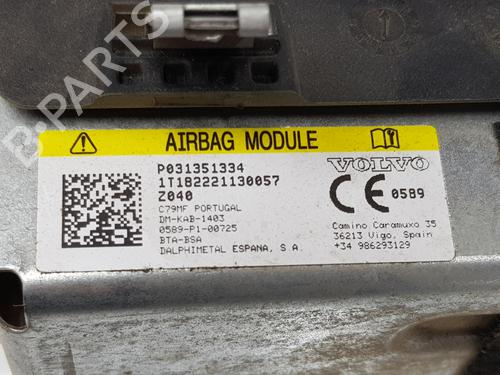 B-PARTS
AIRBAG MODULE
P031351334
1T182221130057
Z040
C79MF PORTUGAL
DM-KAB-1403
0589-P1-00725
BTA-BSA
DALPHIMETAL ESPANA, S.A.
VOLVO
CE 0589
Camino Caramuxo 35
36213 Vigo, Spain
+34 986293129